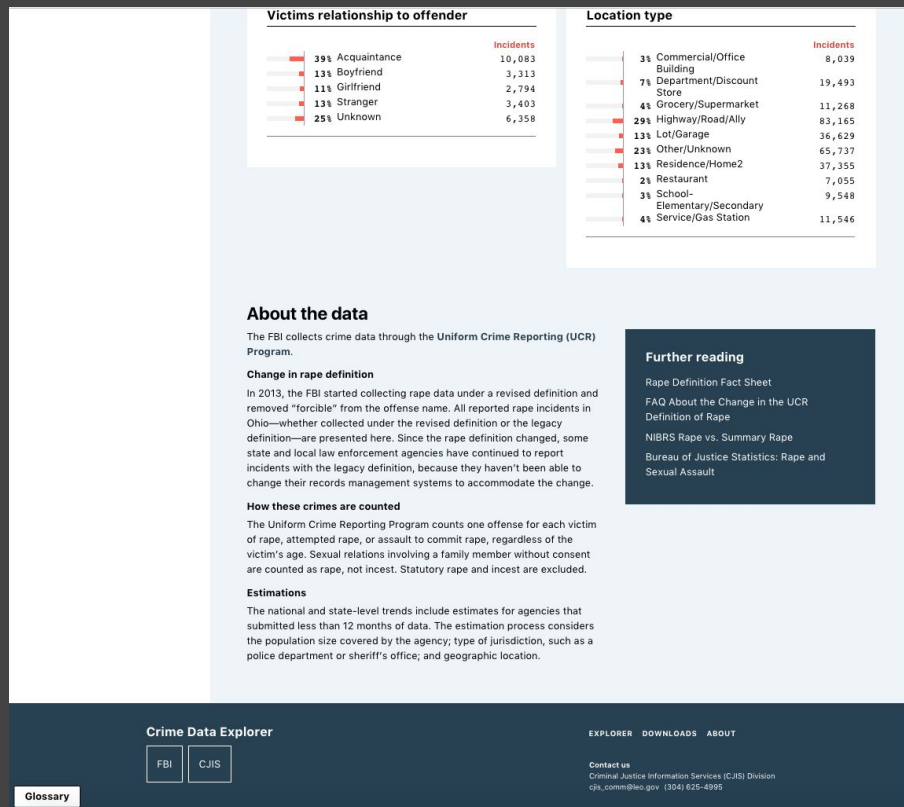 Victims relationship to offender
Incidents
39% Acquaintance 10,083
13% Boyfriend 3,313
11% Girlfriend 2,794
13% Stranger 3,403
25% Unknown 6,358
Location type
Incidents
3% Commercial/Office 8,039
Building
7% Department/Discount 19,493
Store
4% Grocery/Supermarket 11,268
29% Highway/Road/Ally 83,165
13% Lot/Garage 36,629
23% Other/Unknown 65,737
13% Residence/Home2 37,355
2% Restaurant 7,055
3% School- 9,548
Elementary/Secondary
4% Service/Gas Station 11,546
About the data
The FBI collects crime data through the Uniform Crime Reporting (UCR)
Program.
Change in rape definition
In 2013, the FBI started collecting rape data under a revised definition and
removed “forcible” from the offense name. All reported rape incidents in
Ohio—whether collected under the revised definition or the legacy
definition—are presented here. Since the rape definition changed, some
state and local law enforcement agencies have continued to report
incidents with the legacy definition, because they haven’t been able to
change their records management systems to accommodate the change.
How these crimes are counted
The Uniform Crime Reporting Program counts one offense for each victim
of rape, attempted rape, or assault to commit rape, regardless of the
victim’s age. Sexual relations involving a family member without consent
are counted as rape, not incest. Statutory rape and incest are excluded.
Estimations
The national and state-level trends include estimates for agencies that
submitted less than 12 months of data. The estimation process considers
the population size covered by the agency; type of jurisdiction, such as a
police department or sheriff’s office; and geographic location.
Further reading
Rape Definition Fact Sheet
FAQ About the Change in the UCR
Definition of Rape
NIBRS Rape vs. Summary Rape
Bureau of Justice Statistics: Rape and
Sexual Assault
Crime Data Explorer
FBI CJIS
EXPLORER DOWNLOADS ABOUT
Contact us
Criminal Justice Information Services (CJIS) Division
cjis_comm@leo.gov (304) 625-4995
Glossary